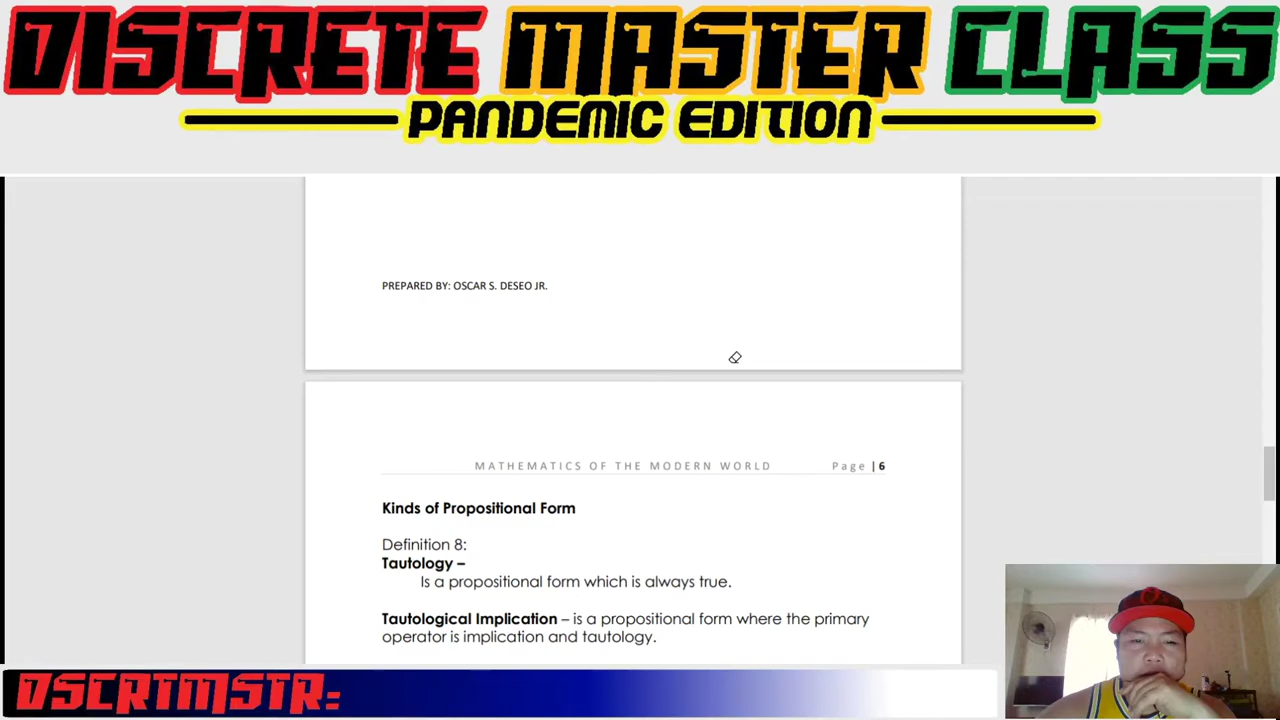 DISCRETE MASTER CLASS
PANDEMIC EDITION
PREPARED BY: OSCAR S. DESEO JR.
MATHEMATICS OF THE MODERN WORLD Page | 6
Kinds of Propositional Form
Definition 8:
Tautology –
Is a propositional form which is always true.
Tautological Implication – is a propositional form where the primary
operator is implication and tautology.
DSCRTMSTR: